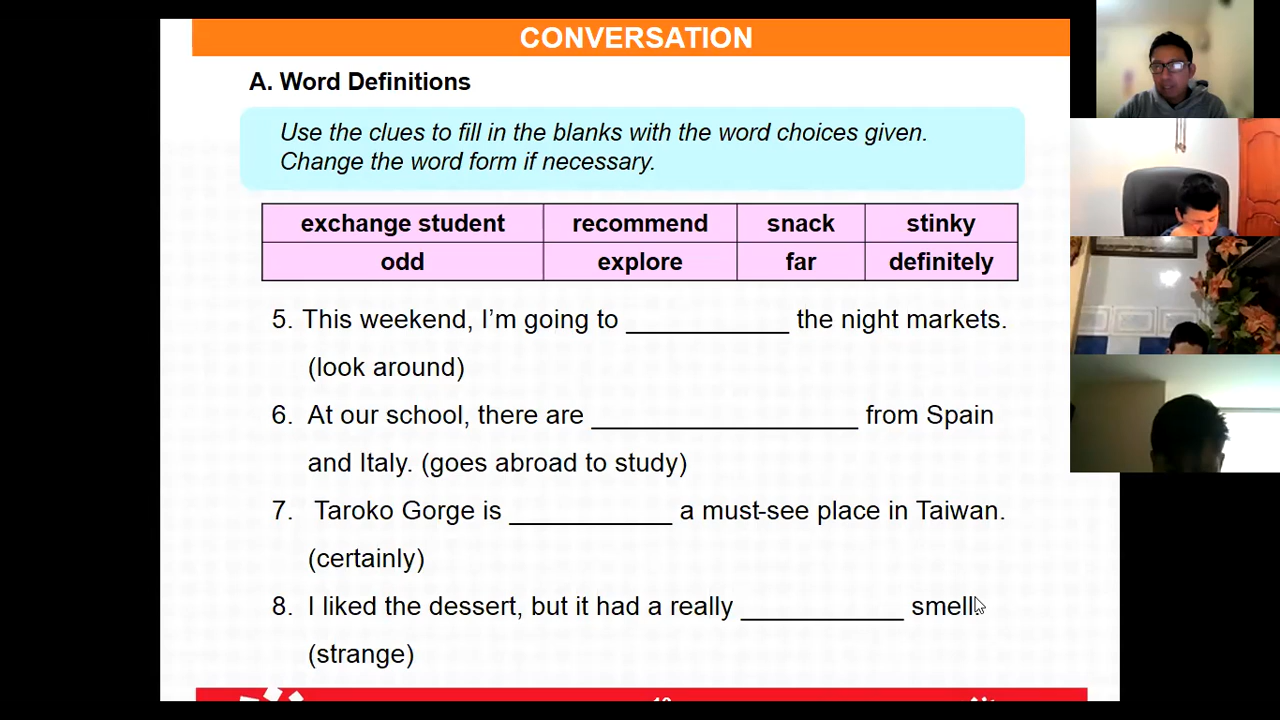 CONVERSATION
A. Word Definitions
Use the clues to fill in the blanks with the word choices given.
Change the word form if necessary.
exchange student recommend snack stinky
odd explore far definitely
5. This weekend, I’m going to ___________ the night markets.
(look around)
6. At our school, there are __________________ from Spain
and Italy. (goes abroad to study)
7. Taroko Gorge is ___________ a must-see place in Taiwan.
(certainly)
8. I liked the dessert, but it had a really ___________ smell.
(strange)